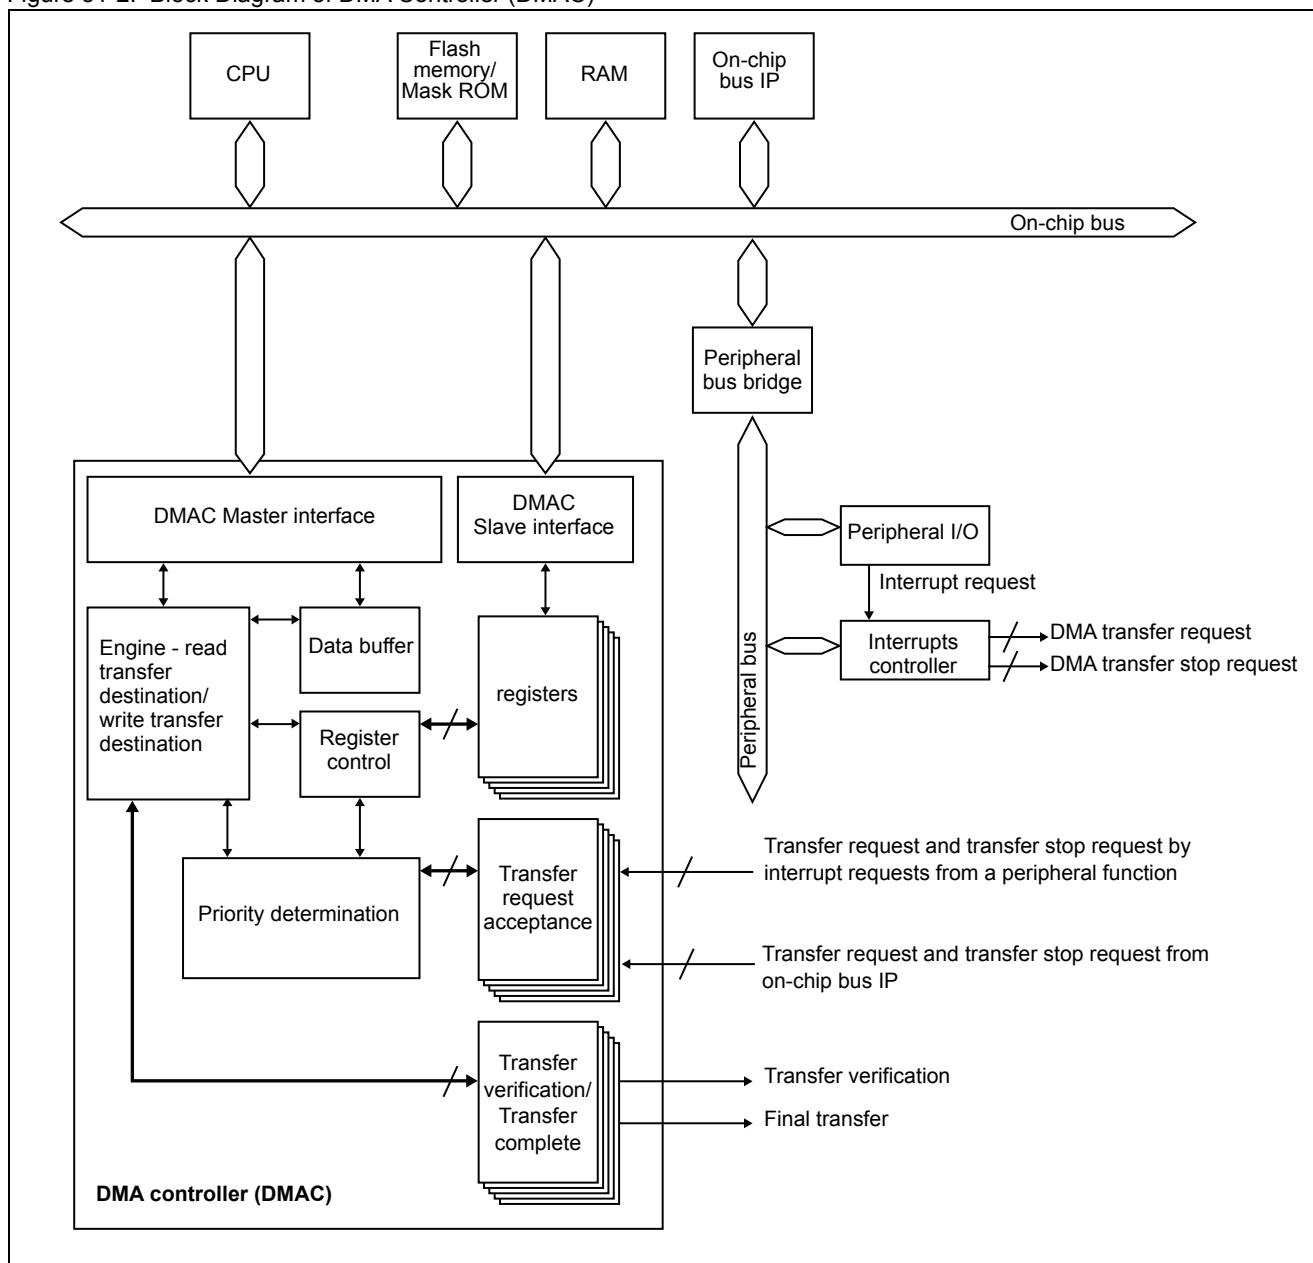 CPU
Flash
memory/
Mask ROM
RAM
On-chip
bus IP
On-chip bus
Peripheral
bus bridge
DMAC Master interface
DMAC
Slave interface
Peripheral I/O
Interrupt request
Engine - read
transfer
destination/
write transfer
destination
Data buffer
registers
Register
control
Peripheral bus
Interrupts
controller
DMA transfer request
DMA transfer stop request
Priority determination
Transfer
request
acceptance
Transfer request and transfer stop request by
interrupt requests from a peripheral function
Transfer request and transfer stop request from
on-chip bus IP
Transfer
verification/
Transfer
complete
Transfer verification
Final transfer
DMA controller (DMAC)